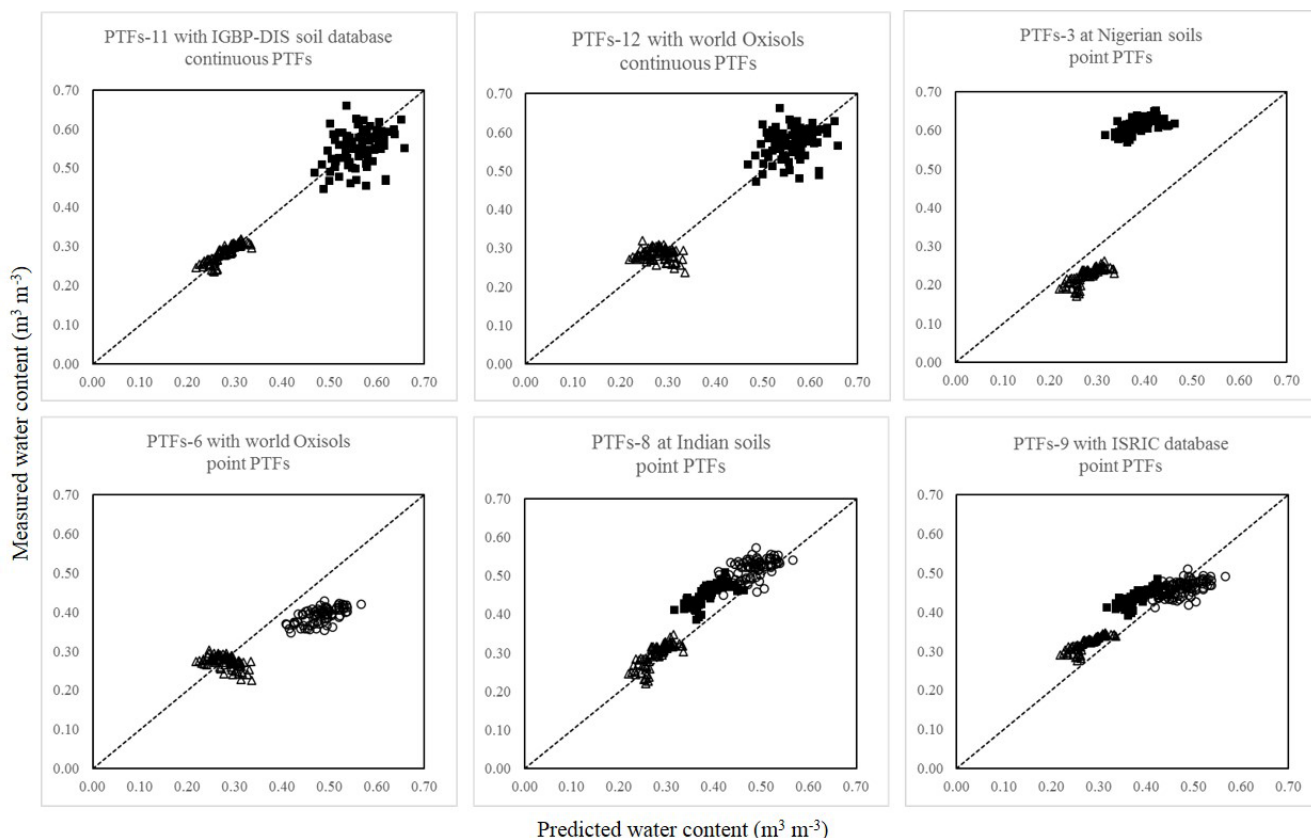 PTFs-11 with IGBP-DIS soil database
continuous PTFs
0.70
0.60
0.50
0.40
0.30
0.20
0.10
0.00
0.00 0.10 0.20 0.30 0.40 0.50 0.60 0.70
PTFs-12 with world Oxisols
continuous PTFs
0.70
0.60
0.50
0.40
0.30
0.20
0.10
0.00
0.00 0.10 0.20 0.30 0.40 0.50 0.60 0.70
PTFs-3 at Nigerian soils
point PTFs
0.70
0.60
0.50
0.40
0.30
0.20
0.10
0.00
0.00 0.10 0.20 0.30 0.40 0.50 0.60 0.70
Measured water content (m³ m⁻³)
PTFs-6 with world Oxisols
point PTFs
0.70
0.60
0.50
0.40
0.30
0.20
0.10
0.00
0.00 0.10 0.20 0.30 0.40 0.50 0.60 0.70
PTFs-8 at Indian soils
point PTFs
0.70
0.60
0.50
0.40
0.30
0.20
0.10
0.00
0.00 0.10 0.20 0.30 0.40 0.50 0.60 0.70
PTFs-9 with ISRIC database
point PTFs
0.70
0.60
0.50
0.40
0.30
0.20
0.10
0.00
0.00 0.10 0.20 0.30 0.40 0.50 0.60 0.70
Predicted water content (m³ m⁻³)